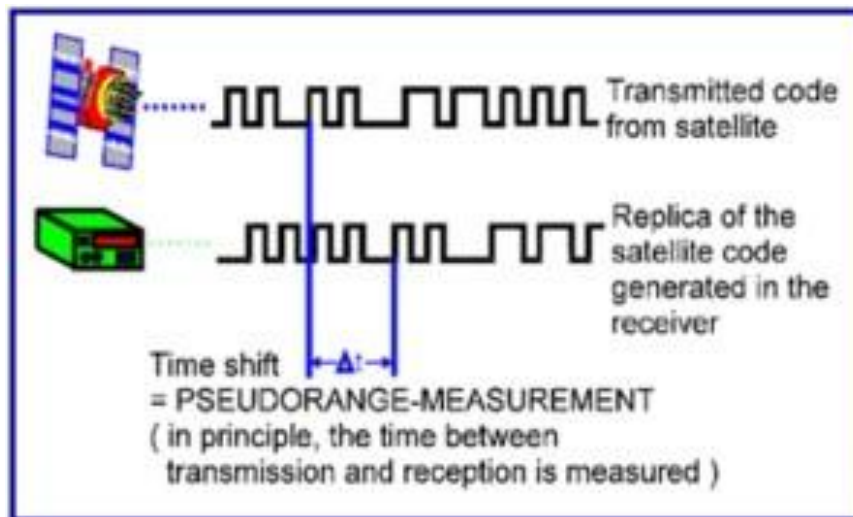 Transmitted code
from satellite
Replica of the
satellite code
generated in the
receiver
Δt
Time shift
= PSEUDORANGE-MEASUREMENT
( in principle, the time between
transmission and reception is measured )